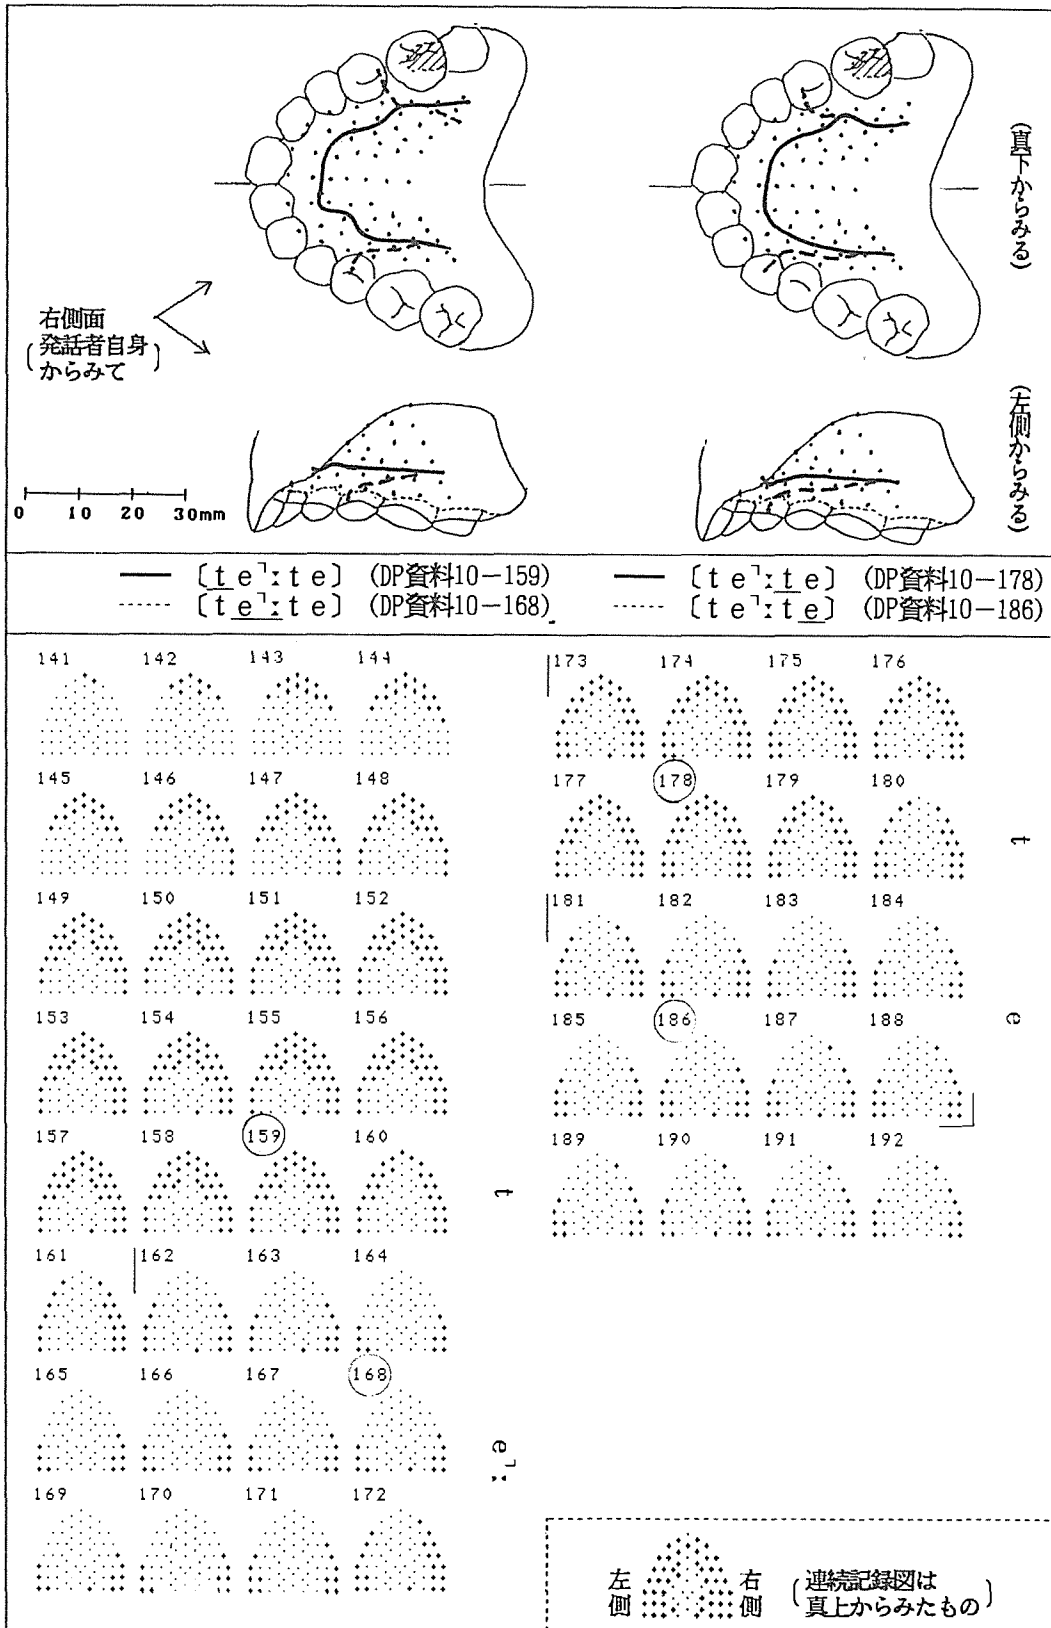 (真下からみる)
右側面
(発話者自身
からみて)
(左側からみる)
0 10 20 30mm
[te˺ːte] (DP資料10-159)
[te˺ːte] (DP資料10-168)
[te˺ːte] (DP資料10-178)
[te˺ːte] (DP資料10-186)
141 142 143 144
145 146 147 148
149 150 151 152
153 154 155 156
157 158 159 160
t
161 162 163 164
165 166 167 168
e˺ː
169 170 171 172
173 174 175 176
177 178 179 180
t
181 182 183 184
185 186 187 188
e
189 190 191 192
左側
右側
(連続記録図は
真上からみたもの)